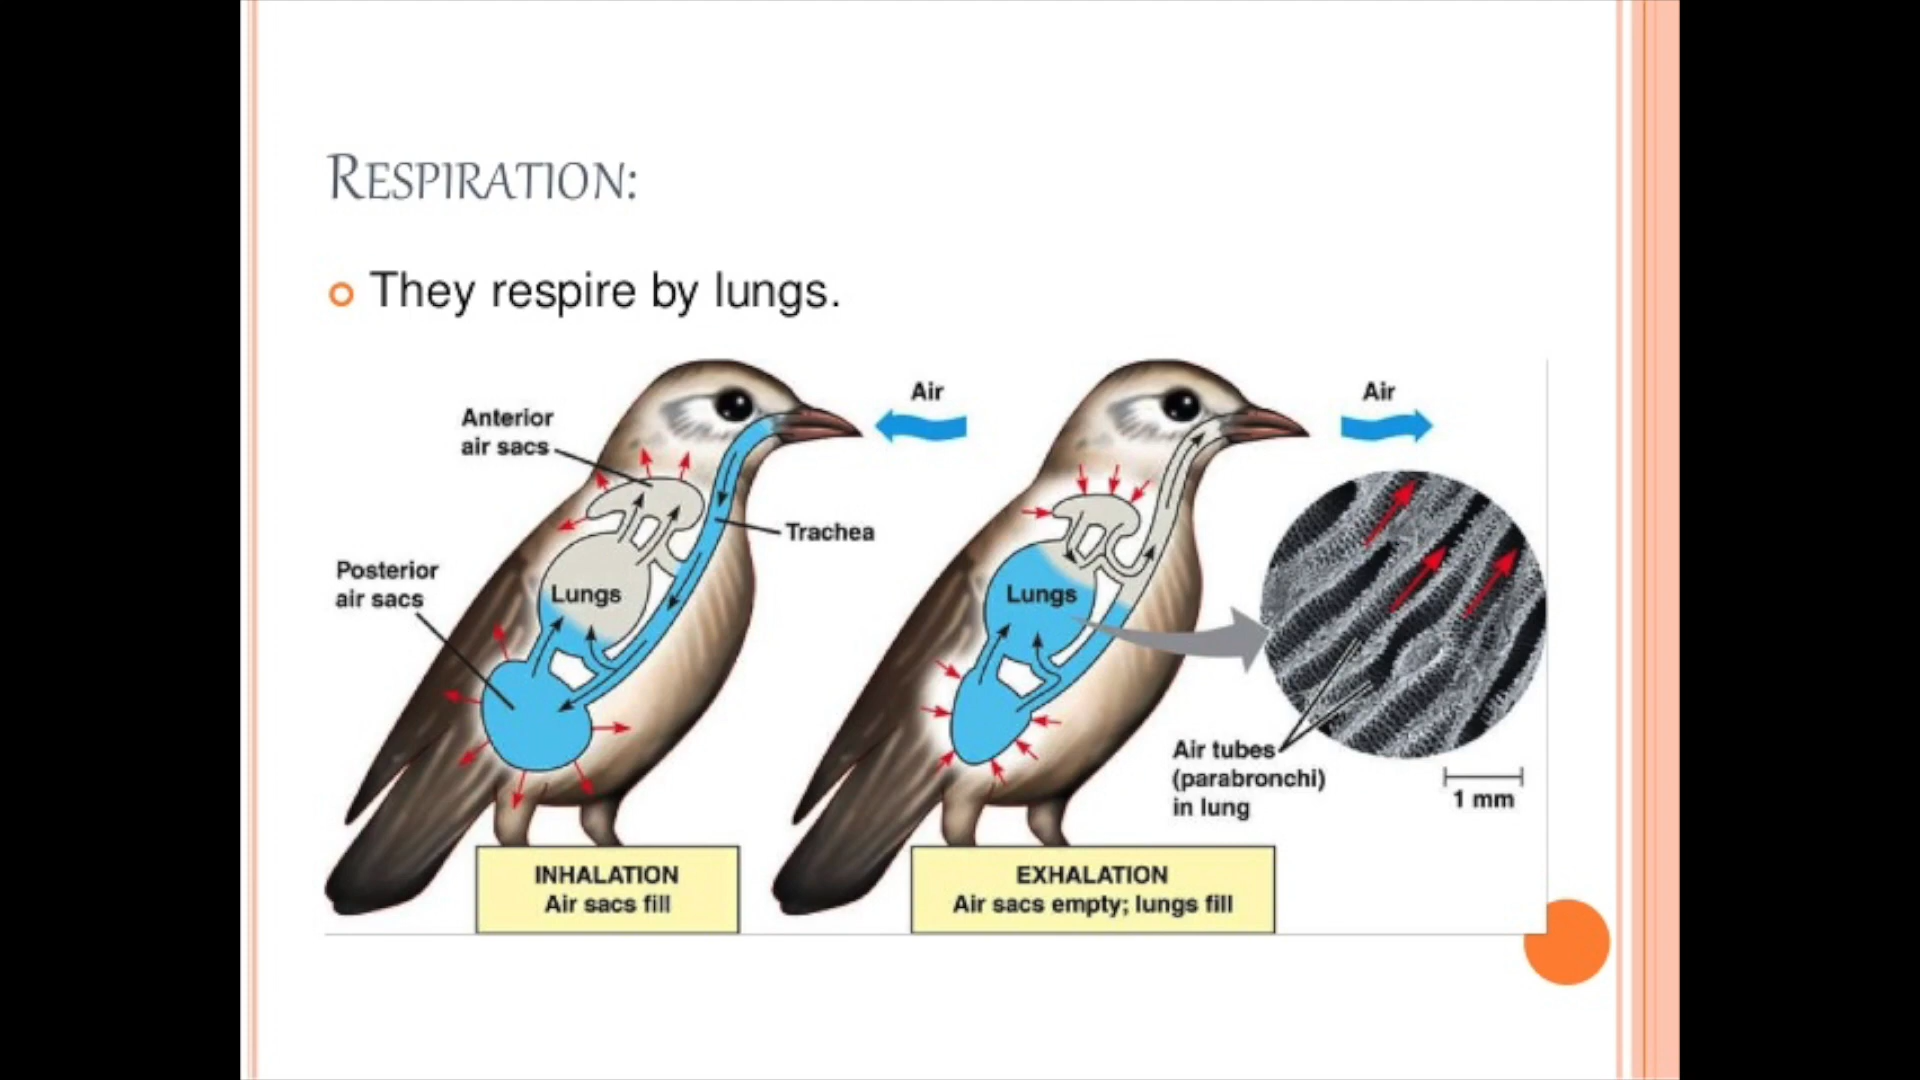 RESPIRATION:
They respire by lungs.
Anterior
air sacs
Air
Air
Trachea
Posterior
air sacs
Lungs
Lungs
Air tubes
(parabronchi)
in lung
1 mm
INHALATION
Air sacs fill
EXHALATION
Air sacs empty; lungs fill